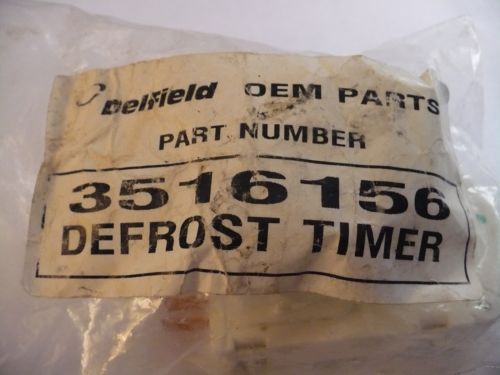 Delfield OEM PARTS
PART NUMBER
3516156
DEFROST TIMER